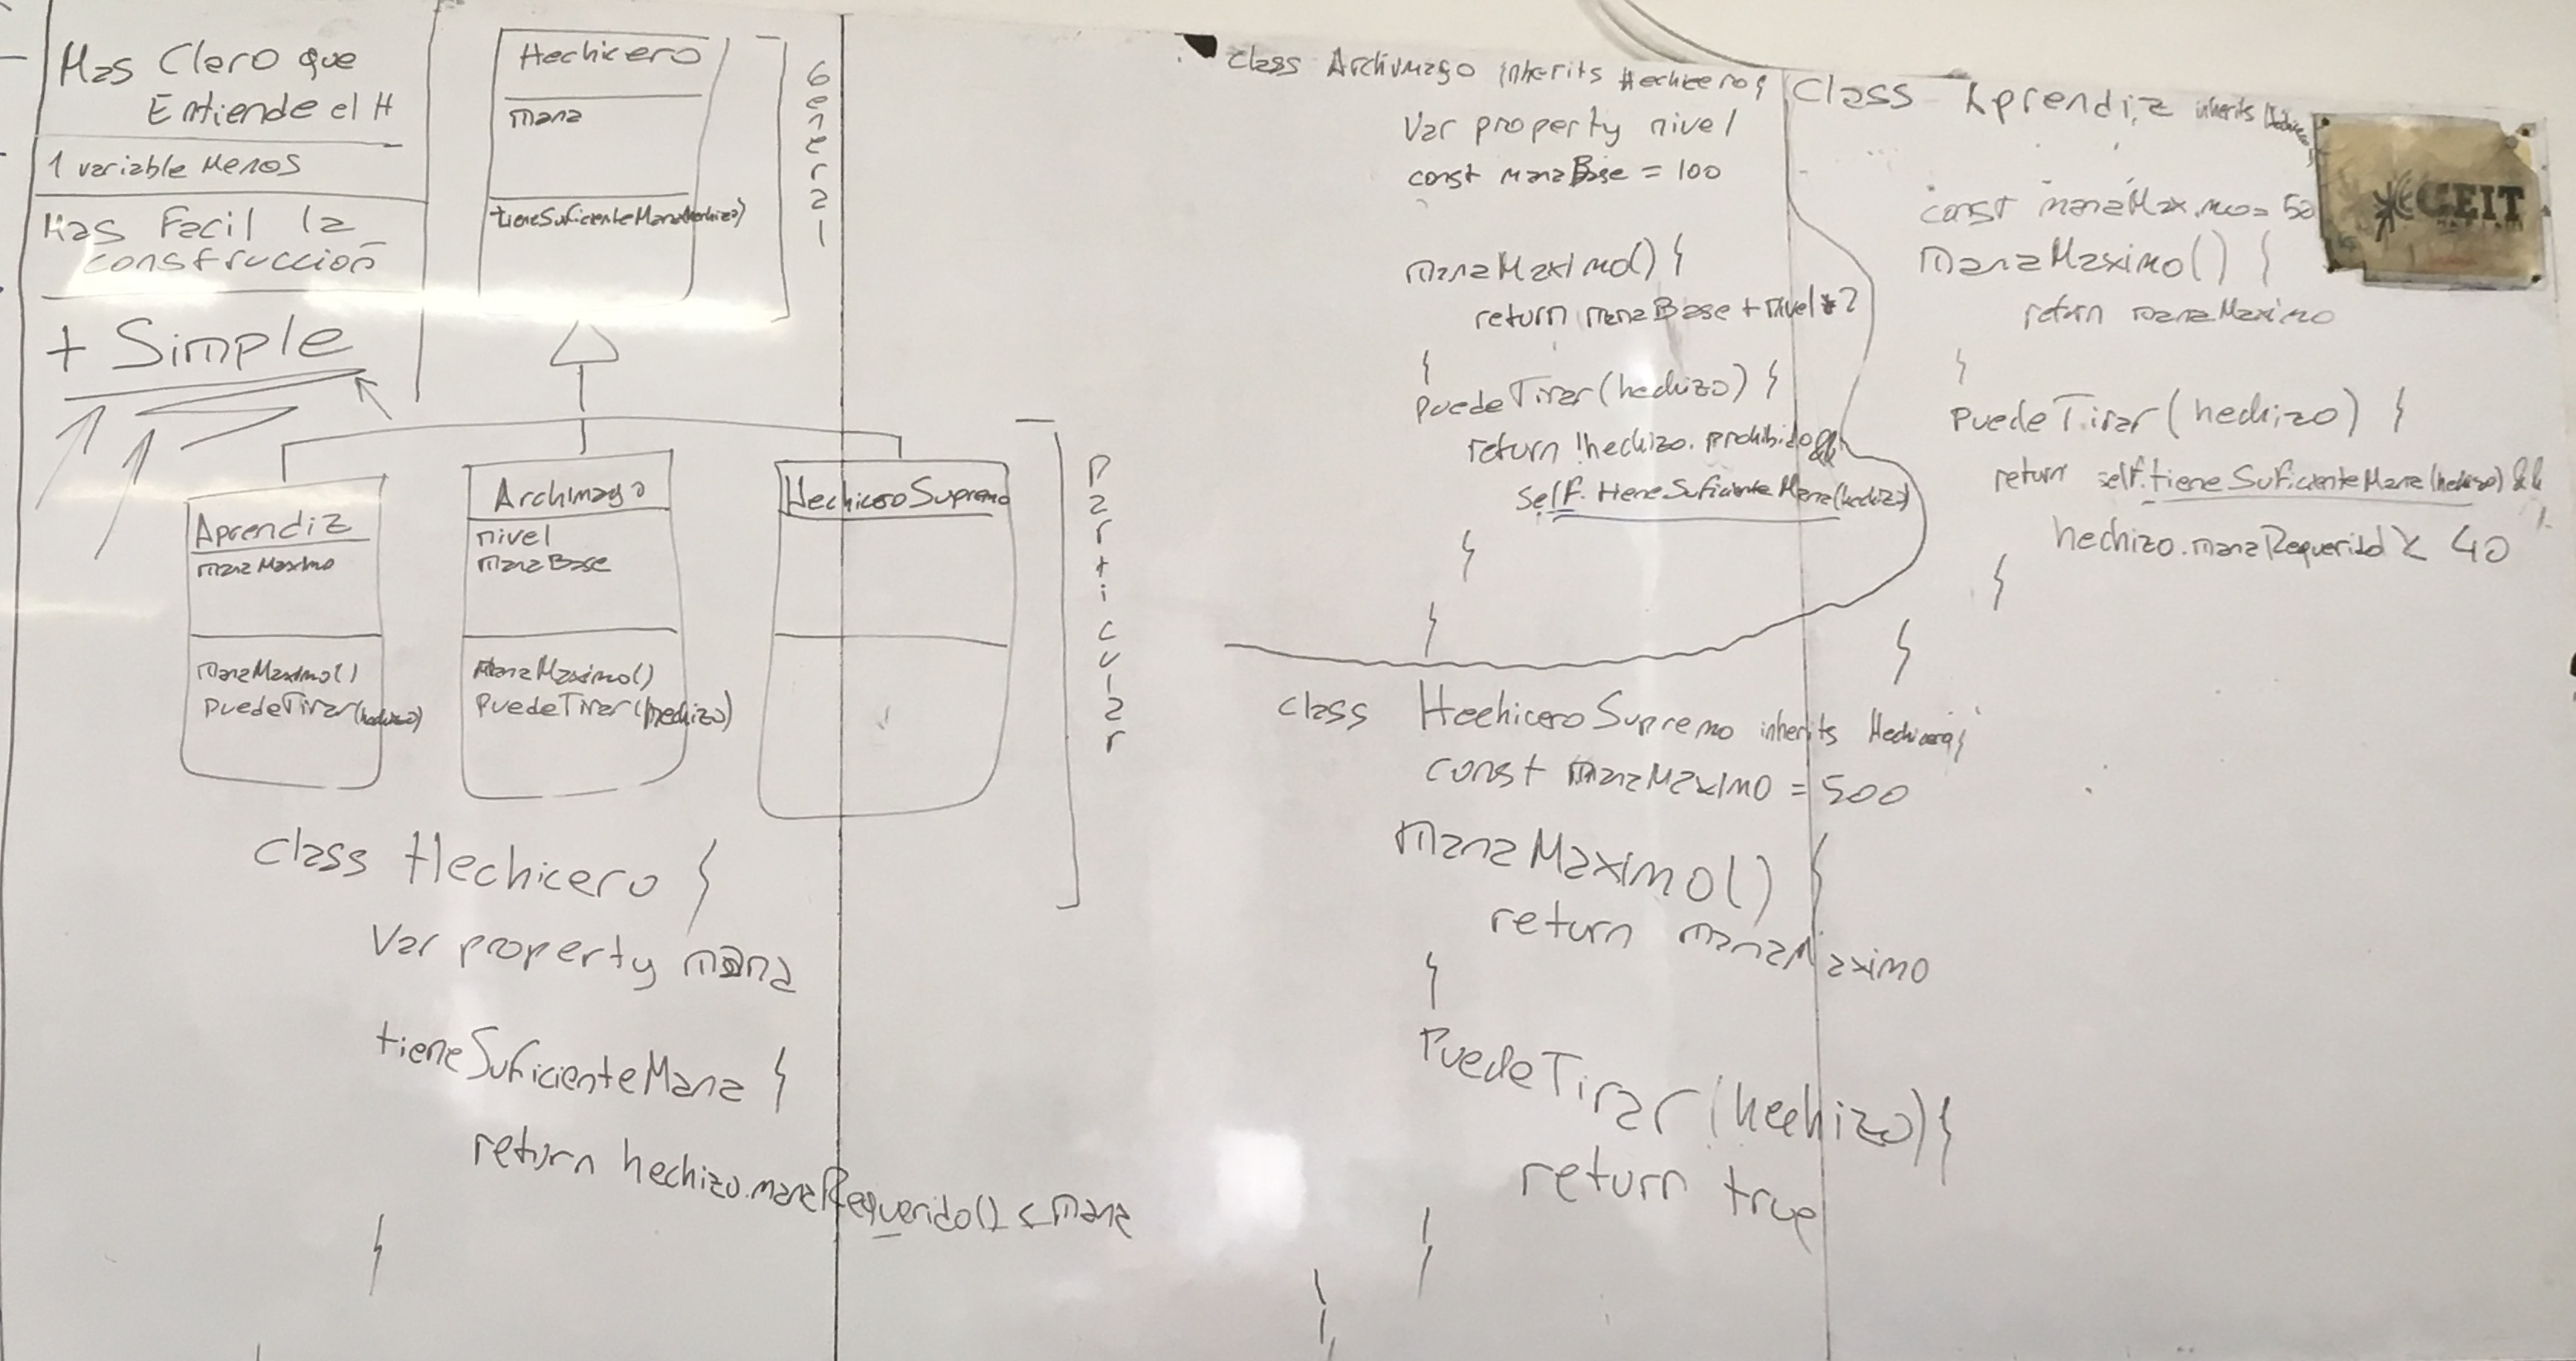 Mas Claro que
Entiende el H
1 variable Menos
Mas Facil la
construccion
+ Simple
Hechicero
mana
tieneSuficienteMana(hechizo)
General
Aprendiz
manaMaximo
manaMaximo()
puedeTirar(hechizo)
Archimago
nivel
manaBase
manaMaximo()
puedeTirar(hechizo)
HechiceroSupremo
Particular
class Hechicero {
Var property mana
tieneSuficienteMana {
return hechizo.manaRequerido() < mana
}
class Archimago inherits Hechicero {
Var property nivel
const manaBase = 100
manaMaximo() {
return manaBase + nivel * 2
}
puedeTirar(hechizo) {
return !hechizo.prohibido &&
self.tieneSuficienteMana(hechizo)
}
}
Class Aprendiz inherits
const manaMaximo = 50
manaMaximo() {
return manaMaximo
}
PuedeTirar(hechizo) {
return self.tieneSuficienteMana(hechizo) &&
hechizo.manaRequerido < 40
}
}
class HechiceroSupremo inherits Hechicero {
const manaMaximo = 500
manaMaximo() {
return manaMaximo
}
PuedeTirar(hechizo) {
return true
}
}
CEIT